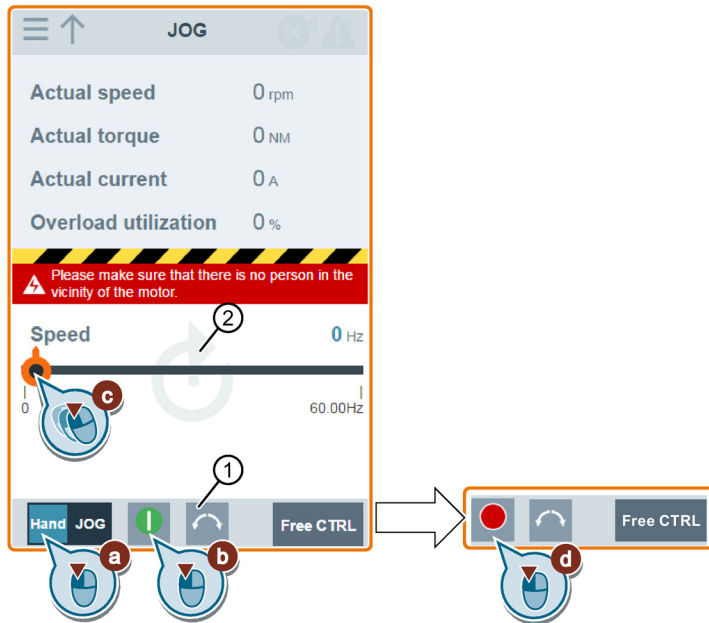 JOG
Actual speed 0 rpm
Actual torque 0 NM
Actual current 0 A
Overload utilization 0 %
Please make sure that there is no person in the
vicinity of the motor.
2
Speed 0 Hz
c
0 60.00Hz
1
Hand JOG Free CTRL
a b
Free CTRL
d